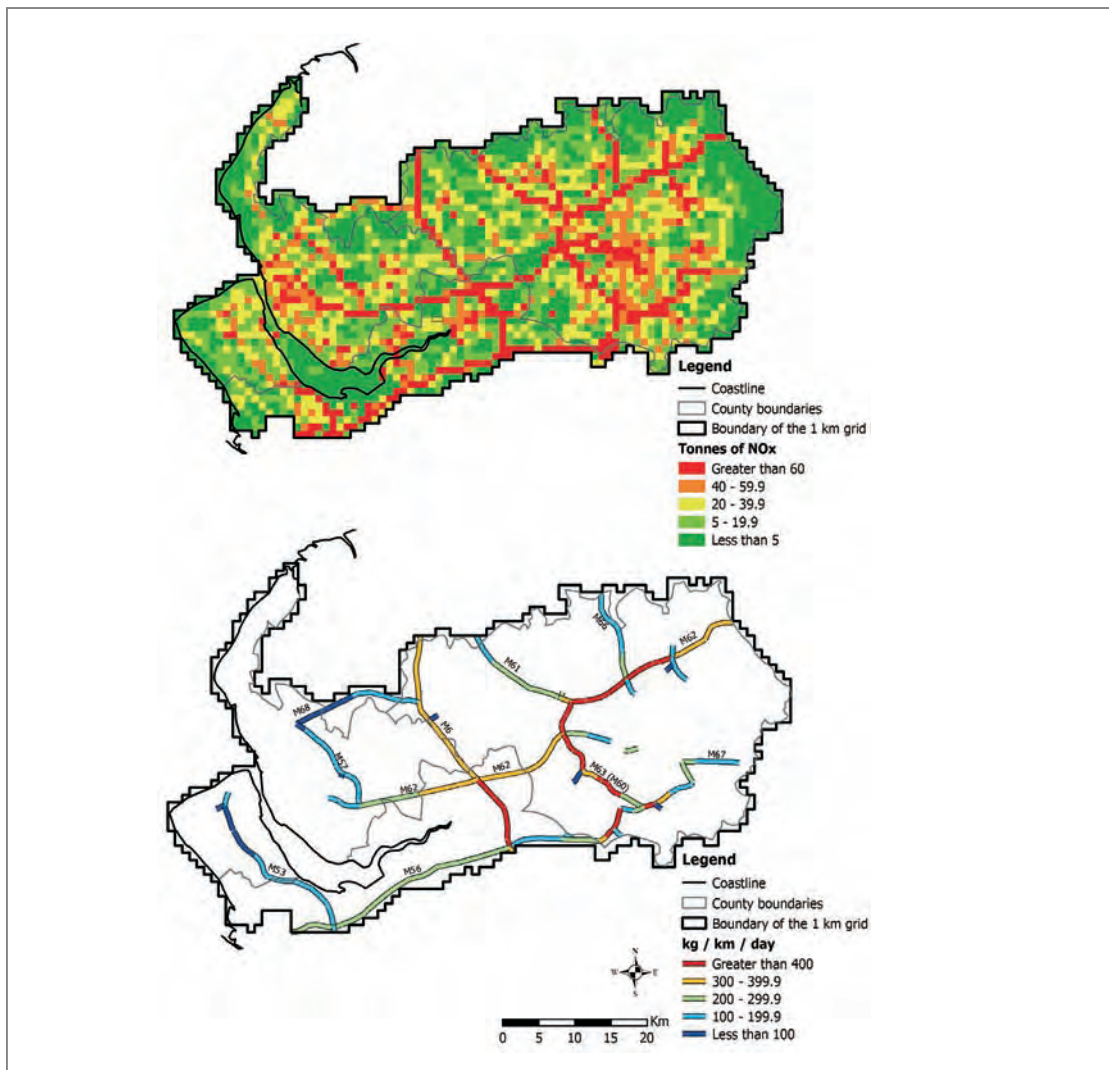 Legend
Coastline
County boundaries
Boundary of the 1 km grid
Tonnes of NOx
Greater than 60
40 - 59.9
20 - 39.9
5 - 19.9
Less than 5
M66
M62
M61
M68
M6
M57
M62
M62
M67
M63 (M60)
M53
M56
Legend
Coastline
County boundaries
Boundary of the 1 km grid
kg / km / day
Greater than 400
300 - 399.9
200 - 299.9
100 - 199.9
Less than 100
N
W E
S
Km
0 5 10 15 20